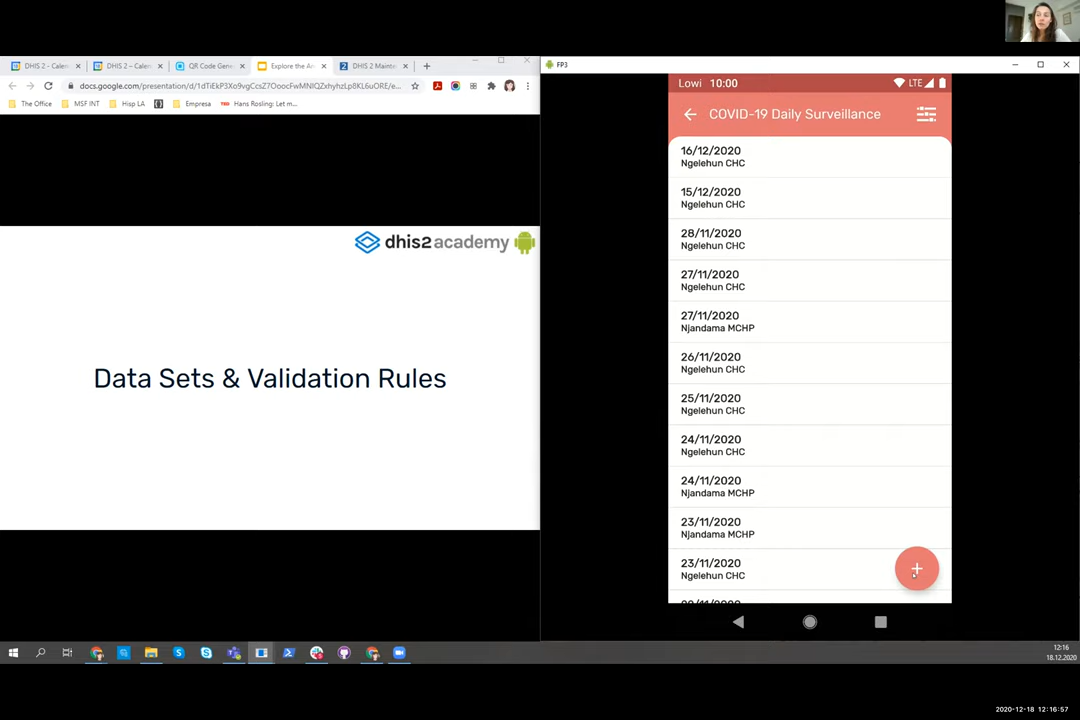 DHIS 2 - Calen
DHIS 2 – Calen
QR Code Gene
Explore the An
DHIS 2 Maint
docs.google.com/presentation/d/1dTiEkP3Xo9vgCcsZ7OoocFwMNIQZxhyhzLp8KL6uORE/e...
The Office
MSF INT
Hisp LA
Empresa
TED
Hans Rosling: Let m...
dhis2 academy
Data Sets & Validation Rules
FP3
Lowi 10:00
LTE
COVID-19 Daily Surveillance
16/12/2020
Ngelehun CHC
15/12/2020
Ngelehun CHC
28/11/2020
Ngelehun CHC
27/11/2020
Ngelehun CHC
27/11/2020
Njandama MCHP
26/11/2020
Ngelehun CHC
25/11/2020
Ngelehun CHC
24/11/2020
Ngelehun CHC
24/11/2020
Njandama MCHP
23/11/2020
Njandama MCHP
23/11/2020
Ngelehun CHC
12:16
18.12.2020
2020-12-18 12:16:57